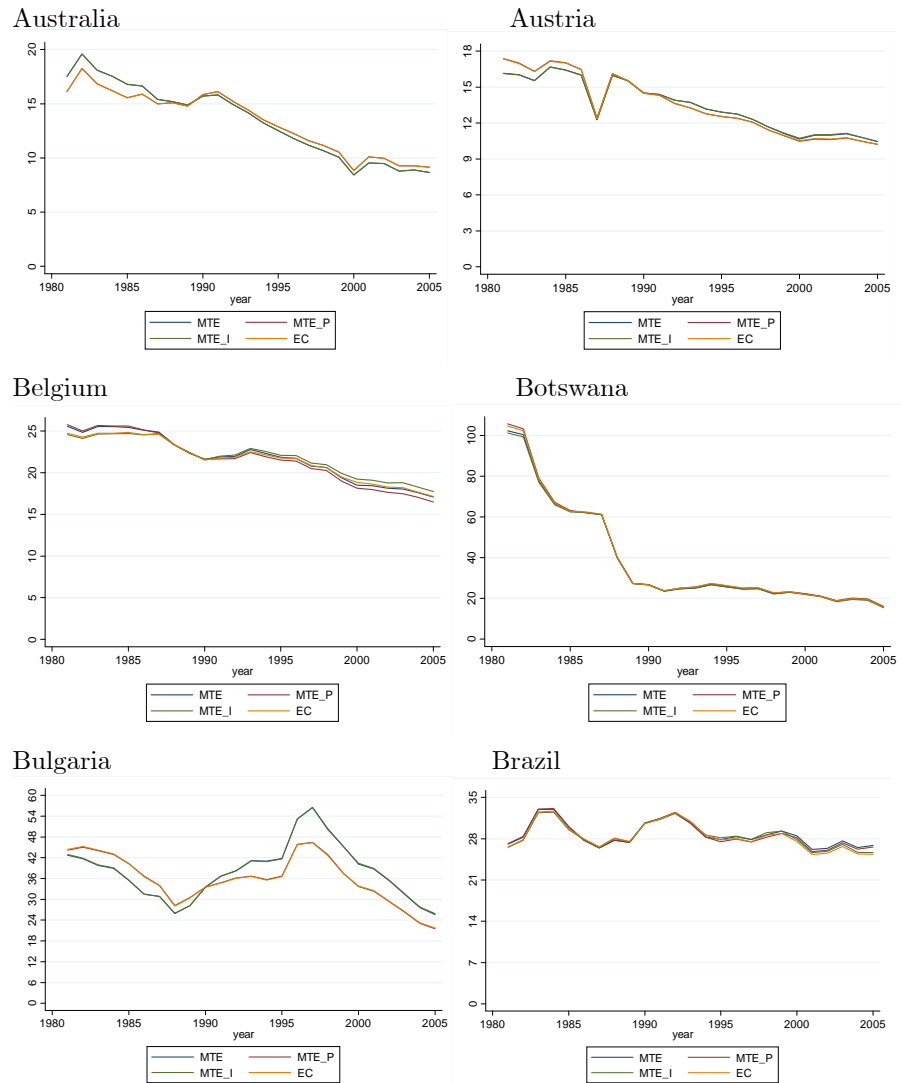 Australia
20
15
10
5
0
1980 1985 1990 1995 2000 2005
year
MTE MTE_P
MTE_I EC
Austria
18
15
12
9
6
3
0
1980 1985 1990 1995 2000 2005
year
MTE MTE_P
MTE_I EC
Belgium
25
20
15
10
5
0
1980 1985 1990 1995 2000 2005
year
MTE MTE_P
MTE_I EC
Botswana
100
80
60
40
20
0
1980 1985 1990 1995 2000 2005
year
MTE MTE_P
MTE_I EC
Bulgaria
60
54
48
42
36
30
24
18
12
6
0
1980 1985 1990 1995 2000 2005
year
MTE MTE_P
MTE_I EC
Brazil
35
28
21
14
7
0
1980 1985 1990 1995 2000 2005
year
MTE MTE_P
MTE_I EC